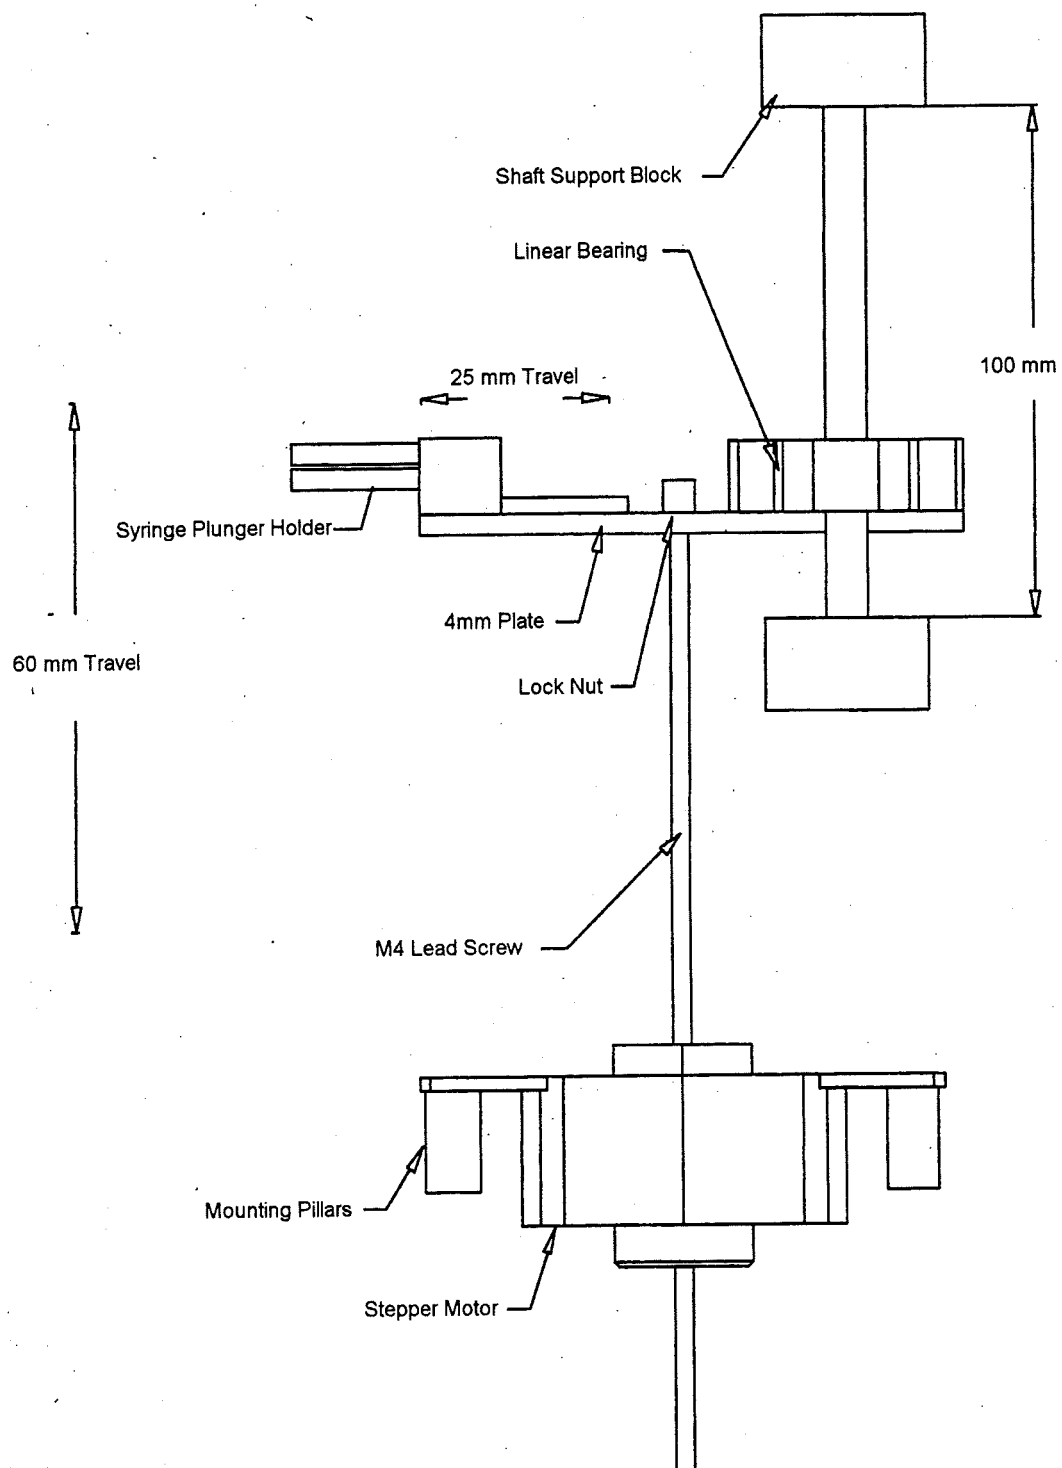 Shaft Support Block
Linear Bearing
100 mm
25 mm Travel
Syringe Plunger Holder
4mm Plate
60 mm Travel
Lock Nut
M4 Lead Screw
Mounting Pillars
Stepper Motor